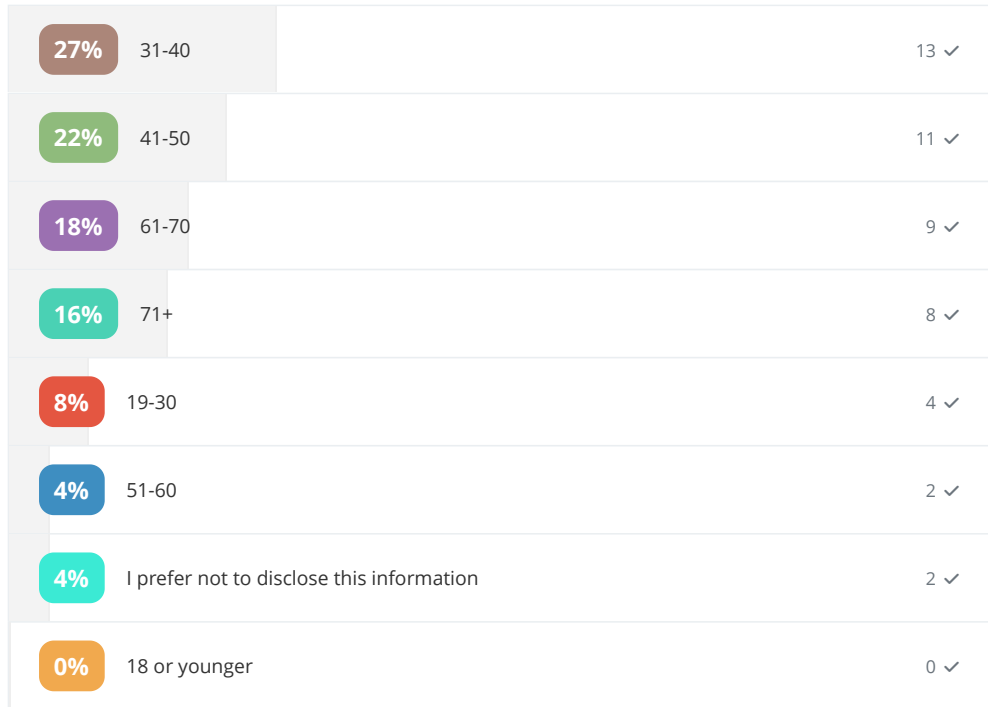 27% 31-40 13
22% 41-50 11
18% 61-70 9
16% 71+ 8
8% 19-30 4
4% 51-60 2
4% I prefer not to disclose this information 2
0% 18 or younger 0